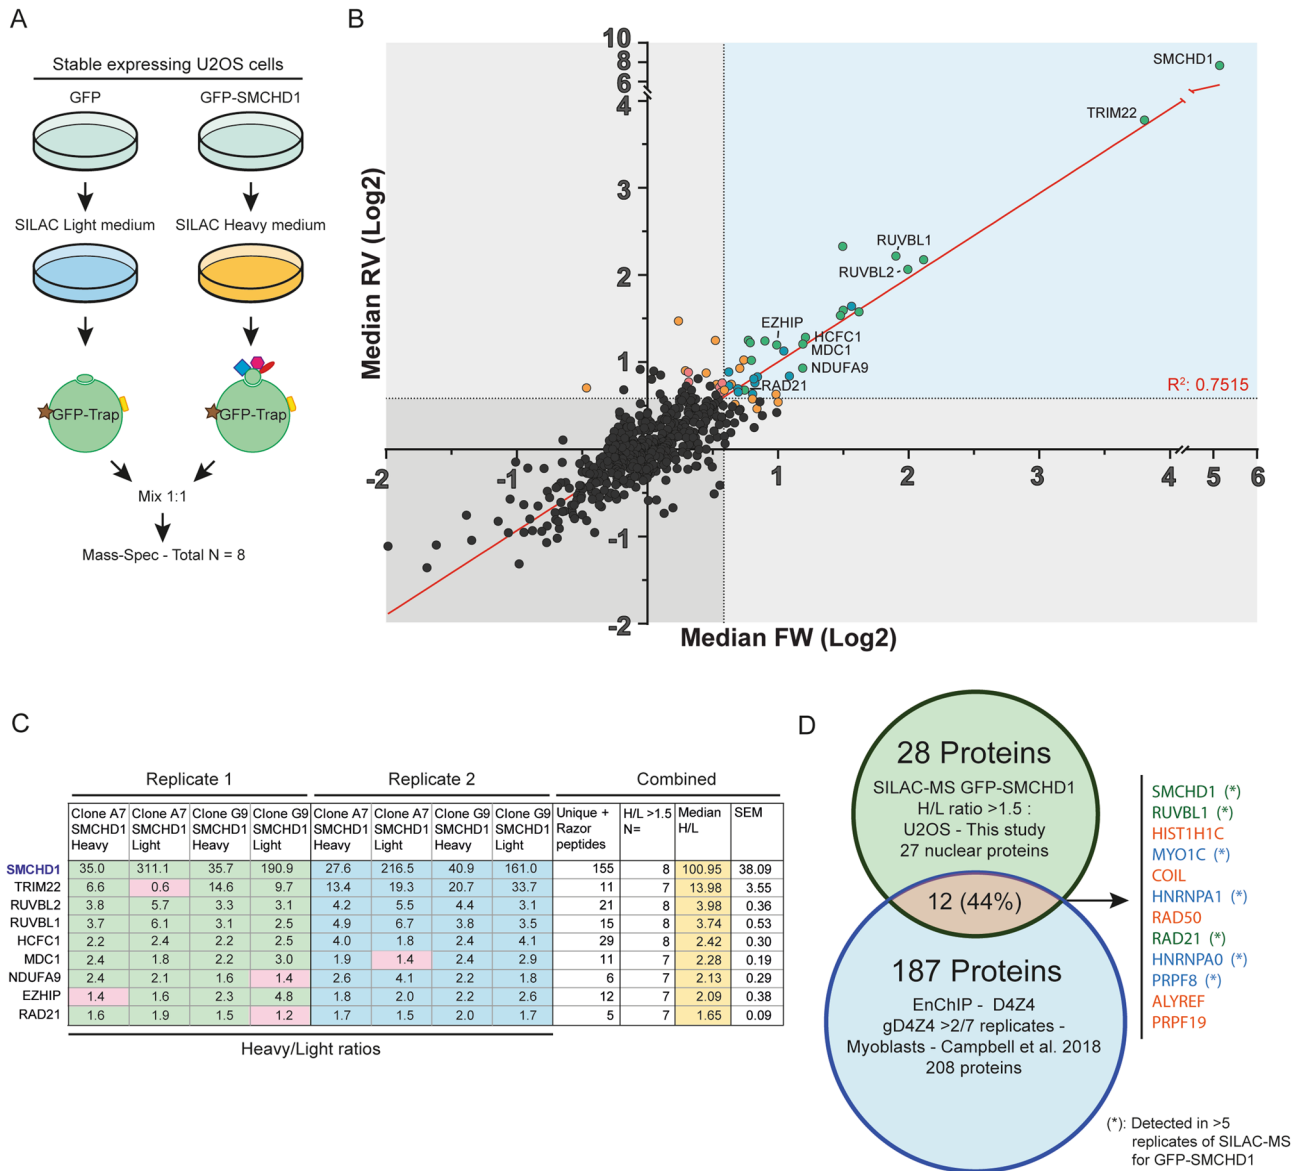 A
Stable expressing U2OS cells
GFP
GFP-SMCHD1
SILAC Light medium
SILAC Heavy medium
GFP-Trap
GFP-Trap
Mix 1:1
Mass-Spec - Total N = 8
B
Median RV (Log2)
10
8
6
4
3
2
1
-1
-2
-2
-1
1
2
3
4
5
6
Median FW (Log2)
SMCHD1
TRIM22
RUVBL1
RUVBL2
EZHIP
HCFC1
MDC1
NDUFA9
RAD21
R²: 0.7515
C
Replicate 1 Replicate 2 Combined
Clone A7 SMCHD1 Heavy
Clone A7 SMCHD1 Light
Clone G9 SMCHD1 Heavy
Clone G9 SMCHD1 Light
Clone A7 SMCHD1 Heavy
Clone A7 SMCHD1 Light
Clone G9 SMCHD1 Heavy
Clone G9 SMCHD1 Light
Unique + Razor peptides
H/L >1.5 N=
Median H/L
SEM
SMCHD1 35.0 311.1 35.7 190.9 27.6 216.5 40.9 161.0 155 8 100.95 38.09
TRIM22 6.6 0.6 14.6 9.7 13.4 19.3 20.7 33.7 11 7 13.98 3.55
RUVBL2 3.8 5.7 3.3 3.1 4.2 5.5 4.4 3.1 21 8 3.98 0.36
RUVBL1 3.7 6.1 3.1 2.5 4.9 6.7 3.8 3.5 15 8 3.74 0.53
HCFC1 2.2 2.4 2.2 2.5 4.0 1.8 2.4 4.1 29 8 2.42 0.30
MDC1 2.4 1.8 2.2 3.0 2.4 1.4 2.4 2.9 11 7 2.28 0.19
NDUFA9 2.4 2.1 1.6 1.4 2.6 4.1 2.2 1.8 6 7 2.13 0.29
EZHIP 1.4 1.6 2.3 4.8 1.8 2.0 2.2 2.6 12 7 2.09 0.38
RAD21 1.6 1.9 1.5 1.2 1.7 1.5 2.0 1.7 5 7 1.65 0.09
Heavy/Light ratios
D
28 Proteins
SILAC-MS GFP-SMCHD1
H/L ratio >1.5 :
U2OS - This study
27 nuclear proteins
12 (44%)
187 Proteins
EnChIP - D4Z4
gD4Z4 >2/7 replicates -
Myoblasts - Campbell et al. 2018
208 proteins
SMCHD1 (*)
RUVBL1 (*)
HIST1H1C
MYO1C (*)
COIL
HNRNPA1 (*)
RAD50
RAD21 (*)
HNRNPA0 (*)
PRPF8 (*)
ALYREF
PRPF19
(*): Detected in >5
replicates of SILAC-MS
for GFP-SMCHD1